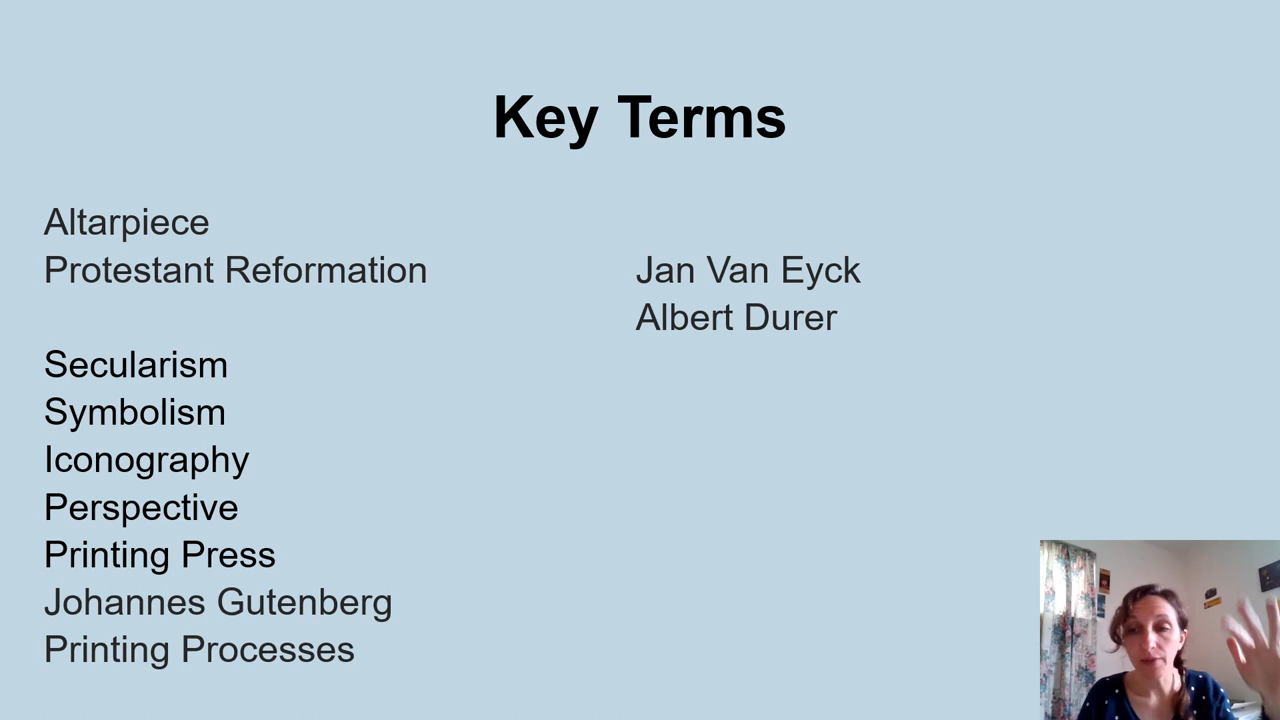 Key Terms
Altarpiece
Protestant Reformation
Secularism
Symbolism
Iconography
Perspective
Printing Press
Johannes Gutenberg
Printing Processes
Jan Van Eyck
Albert Durer